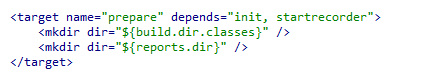 <target name="prepare" depends="init, startrecorder">
    <mkdir dir="${build.dir.classes}" />
    <mkdir dir="${reports.dir}" />
</target>